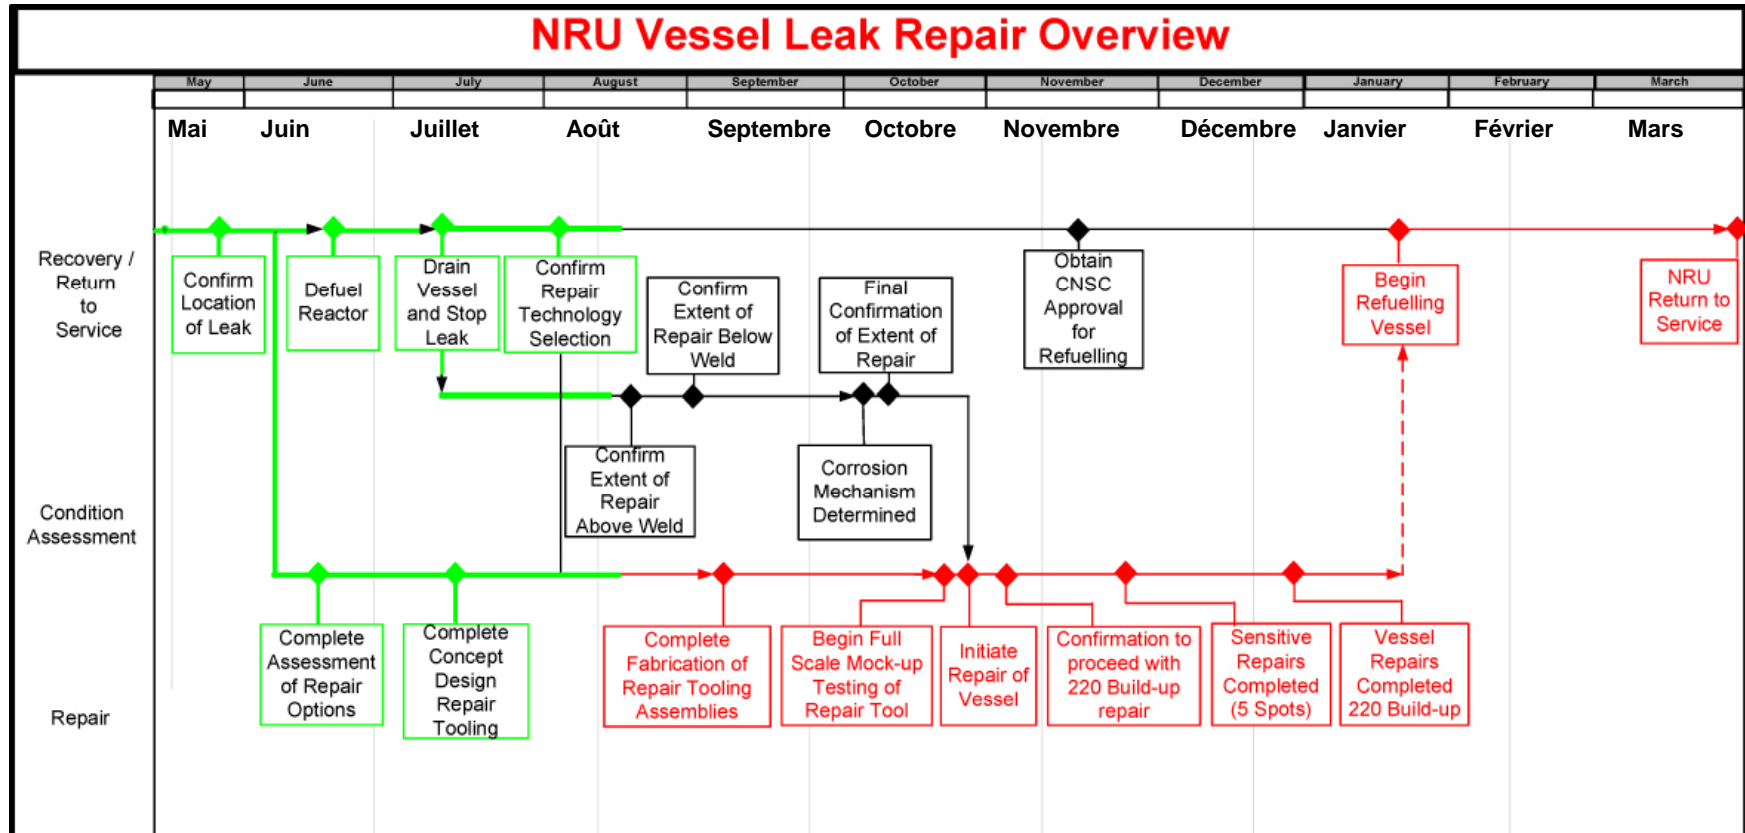 NRU Vessel Leak Repair Overview
May June July August September October November December January February March
Mai Juin Juillet Août Septembre Octobre Novembre Décembre Janvier Février Mars
Recovery /
Return
to
Service
Confirm
Location
of Leak
Defuel
Reactor
Drain
Vessel
and Stop
Leak
Confirm
Repair
Technology
Selection
Confirm
Extent of
Repair Below
Weld
Final
Confirmation
of Extent of
Repair
Obtain
CNSC
Approval
for
Refuelling
Begin
Refuelling
Vessel
NRU
Return to
Service
Condition
Assessment
Confirm
Extent of
Repair
Above Weld
Corrosion
Mechanism
Determined
Repair
Complete
Assessment
of Repair
Options
Complete
Concept
Design
Repair
Tooling
Complete
Fabrication of
Repair Tooling
Assemblies
Begin Full
Scale Mock-up
Testing of
Repair Tool
Initiate
Repair of
Vessel
Confirmation to
proceed with
220 Build-up
repair
Sensitive
Repairs
Completed
(5 Spots)
Vessel
Repairs
Completed
220 Build-up